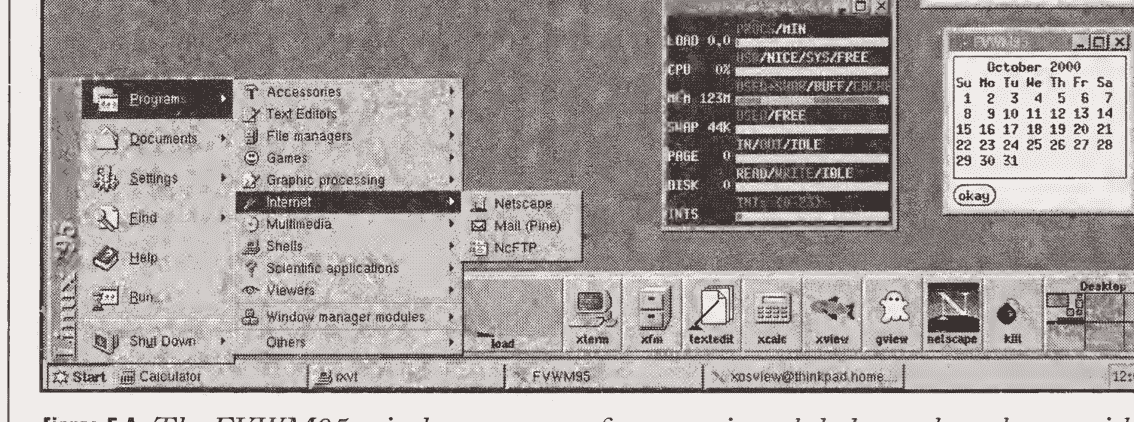 PROCS/MIN
LOAD 0,0
USR/NICE/SYS/FREE
CPU 0%
USED+SHAR/BUFF/CACHE
MEM 123M
USED/FREE
SWAP 44K
IN/OUT/IDLE
PAGE 0
READ/WRITE/IDLE
DISK 0
INTS
FVWM95
October 2000
Su Mo Tu We Th Fr Sa
1 2 3 4 5 6 7
8 9 10 11 12 13 14
15 16 17 18 19 20 21
22 23 24 25 26 27 28
29 30 31
okay
Linux 95
Programs
Documents
Settings
Find
Help
Run...
Shut Down
Accessories
Text Editors
File managers
Games
Graphic processing
Internet
Multimedia
Shells
Scientific applications
Viewers
Window manager modules
Others
Netscape
Mail (Pine)
NcFTP
load
xterm
xfm
textedit
xcalc
xview
gview
netscape
kill
Desktop
Start
Calculator
rxvt
FVWM95
xosview@thinkpad.home....
12: